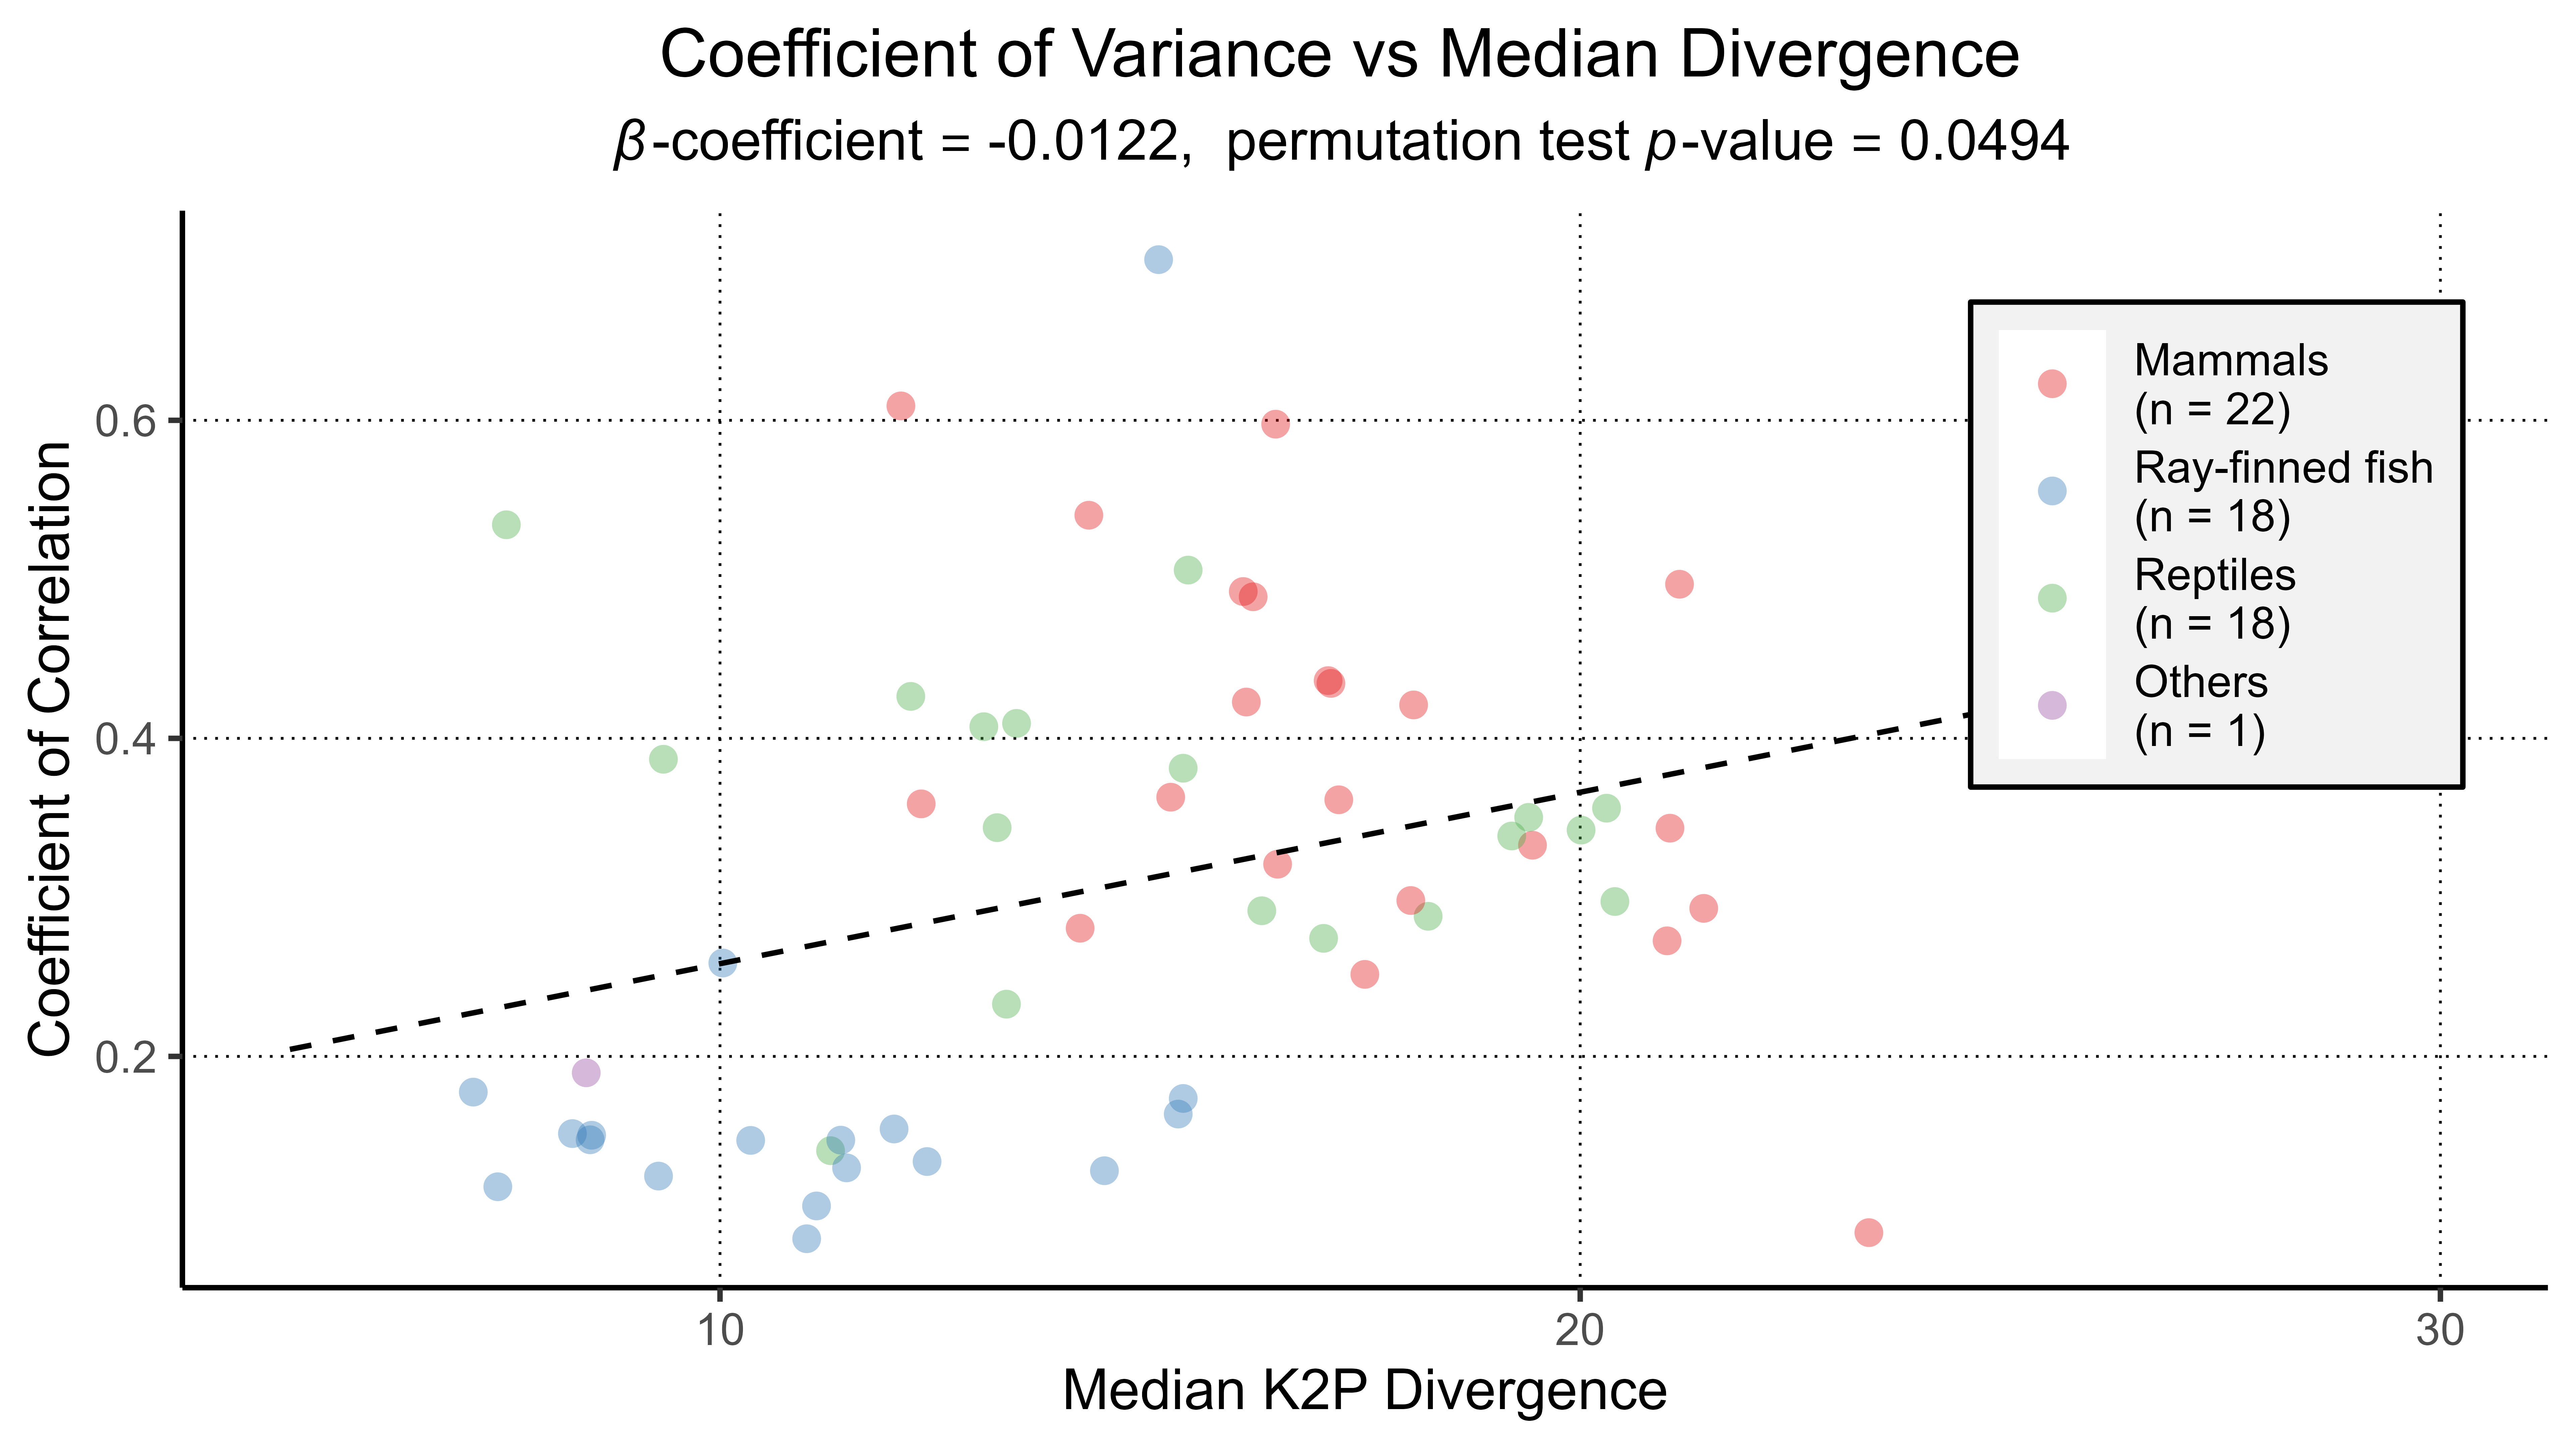 Coefficient of Variance vs Median Divergence
β-coefficient = -0.0122,  permutation test p-value = 0.0494
Coefficient of Correlation
0.6
0.4
0.2
Mammals
(n = 22)
Ray-finned fish
(n = 18)
Reptiles
(n = 18)
Others
(n = 1)
10
20
30
Median K2P Divergence